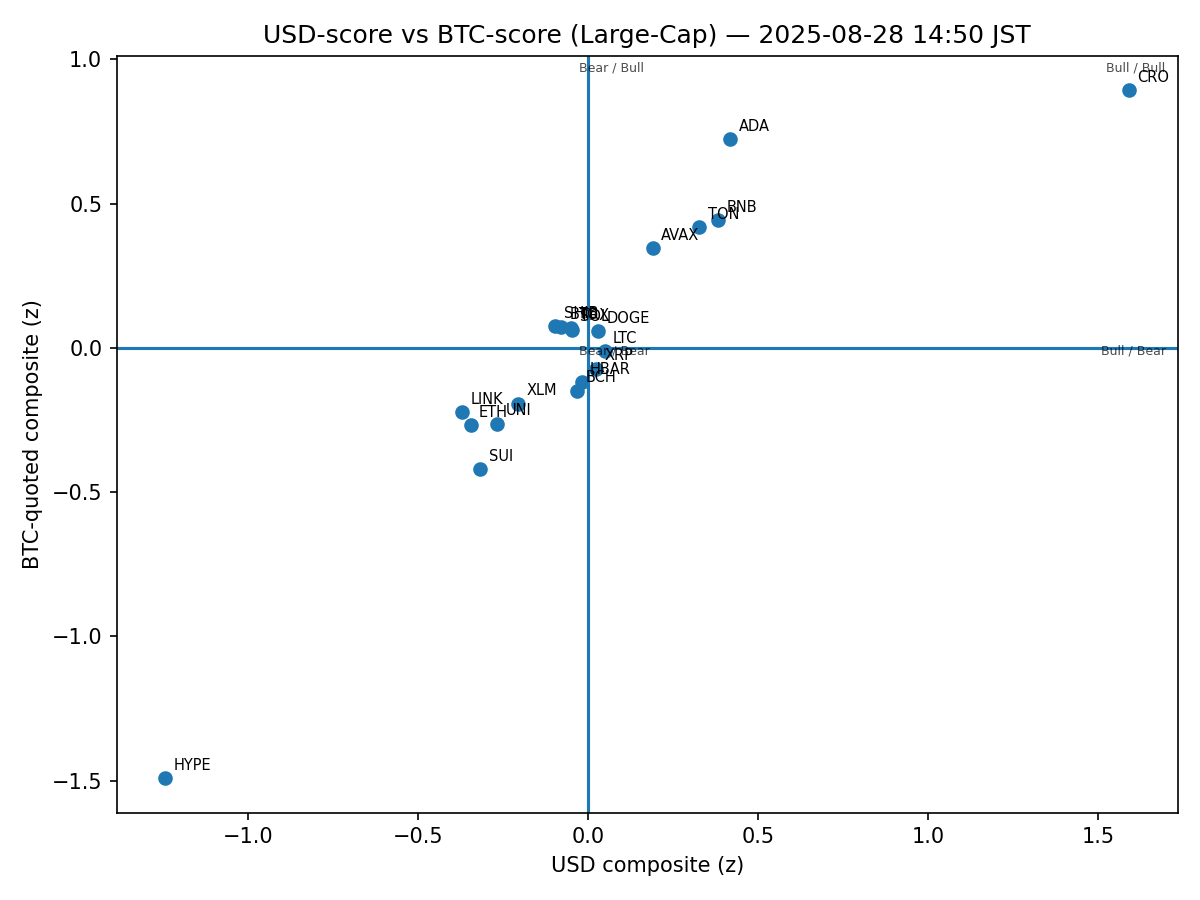 USD-score vs BTC-score (Large-Cap) — 2025-08-28 14:50 JST
1.0
0.5
0.0
−0.5
−1.0
−1.5
BTC-quoted composite (z)
Bear / Bull
Bull / Bull
CRO
ADA
BNB
TON
AVAX
DOGE
LTC
Bear / Bear
Bull / Bear
XRP
HBAR
BCH
XLM
LINK
ETH
UNI
SUI
HYPE
−1.0
−0.5
0.0
0.5
1.0
1.5
USD composite (z)